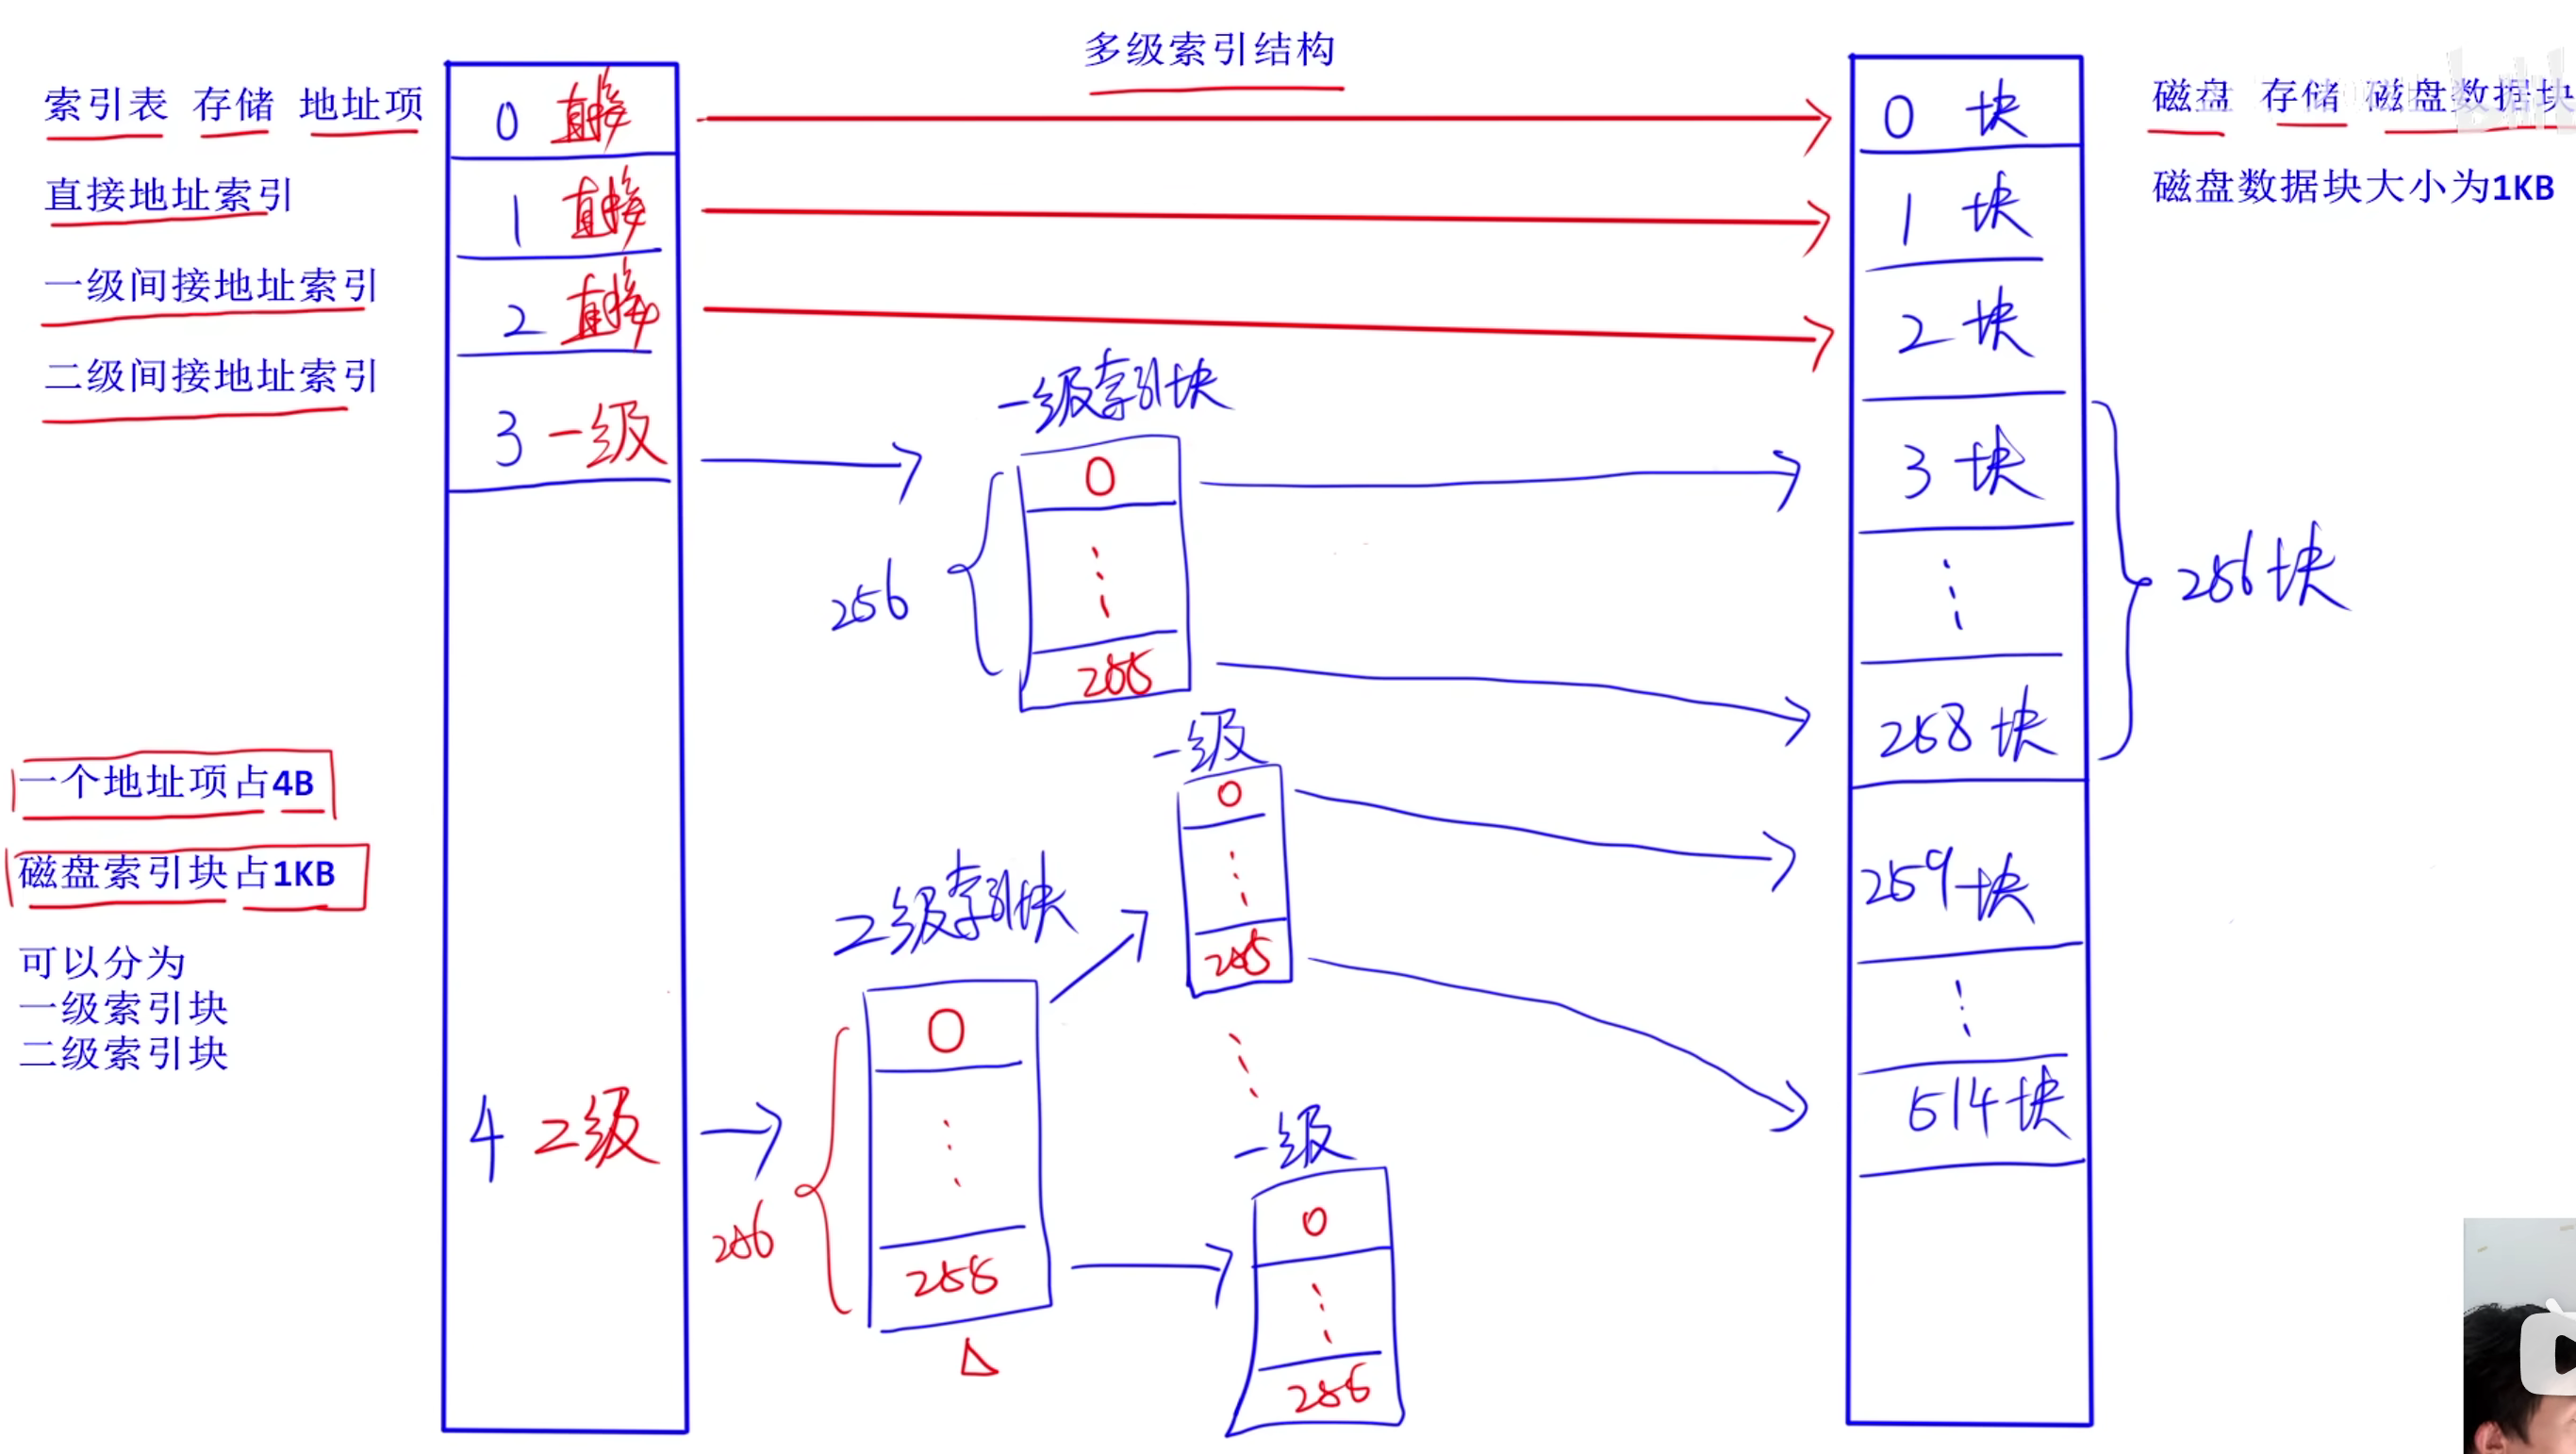 多级索引结构
索引表 存储 地址项
直接地址索引
一级间接地址索引
二级间接地址索引
一个地址项占4B
磁盘索引块占1KB
可以分为
一级索引块
二级索引块
0 直接
1 直接
2 直接
3 一级
4 2级
一级索引块
0
255
256
2级索引块
0
255
256
一级
0
255
一级
0
255
磁盘 存储 磁盘数据块
磁盘数据块大小为1KB
0 块
1 块
2 块
3 块
258 块
256块
259块
514块